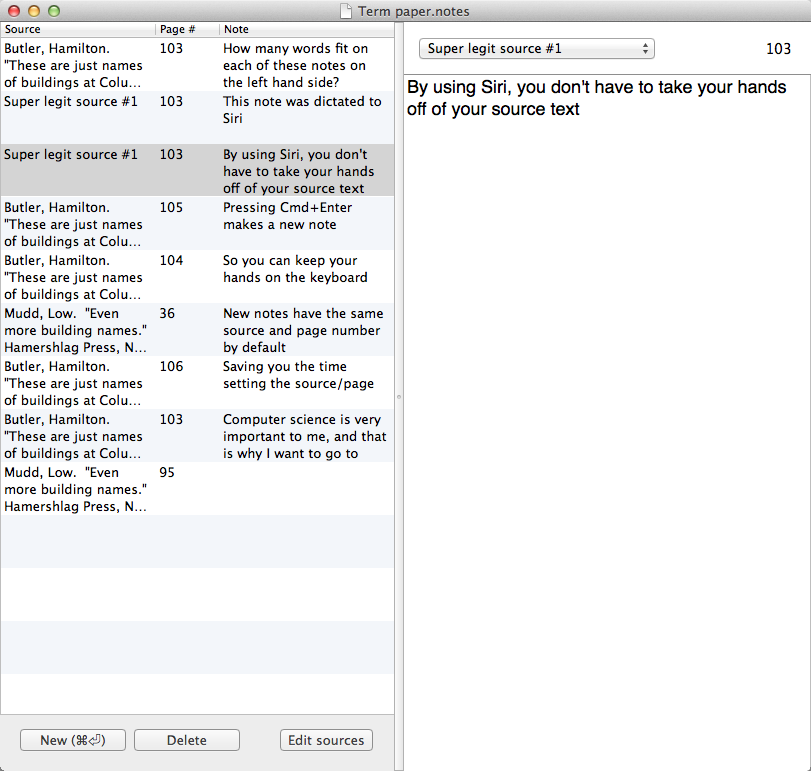 Term paper.notes
Source Page # Note
Butler, Hamilton. 103 How many words fit on
"These are just names each of these notes on
of buildings at Colu... the left hand side?
Super legit source #1 103 This note was dictated to
Siri
Super legit source #1 103 By using Siri, you don't
have to take your hands
off of your source text
Butler, Hamilton. 105 Pressing Cmd+Enter
"These are just names makes a new note
of buildings at Colu...
Butler, Hamilton. 104 So you can keep your
"These are just names hands on the keyboard
of buildings at Colu...
Mudd, Low.  "Even 36 New notes have the same
more building names." source and page number
Hamershlag Press, N... by default
Butler, Hamilton. 106 Saving you the time
"These are just names setting the source/page
of buildings at Colu...
Butler, Hamilton. 103 Computer science is very
"These are just names important to me, and that
of buildings at Colu... is why I want to go to
Mudd, Low.  "Even 95
more building names."
Hamershlag Press, N...
New (⌘⏎) Delete Edit sources
Super legit source #1 103
By using Siri, you don't have to take your hands
off of your source text